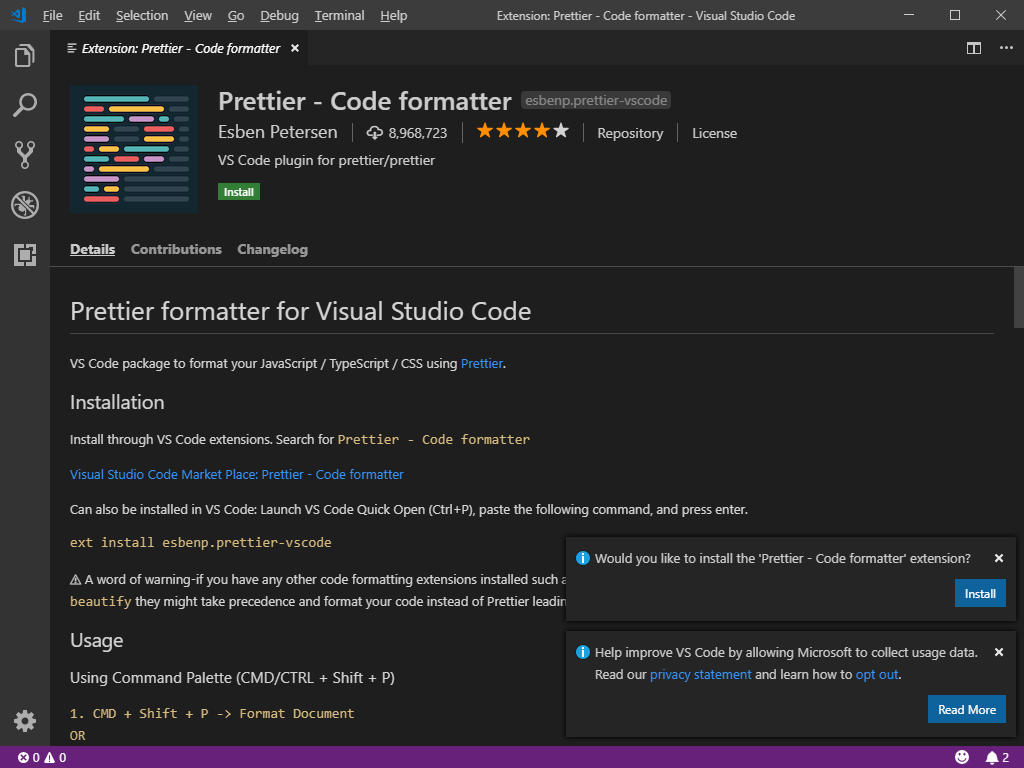 File Edit Selection View Go Debug Terminal Help Extension: Prettier - Code formatter - Visual Studio Code
Extension: Prettier - Code formatter
Prettier - Code formatter esbenp.prettier-vscode
Esben Petersen 8,968,723 Repository License
VS Code plugin for prettier/prettier
Install
Details Contributions Changelog
Prettier formatter for Visual Studio Code
VS Code package to format your JavaScript / TypeScript / CSS using Prettier.
Installation
Install through VS Code extensions. Search for Prettier - Code formatter
Visual Studio Code Market Place: Prettier - Code formatter
Can also be installed in VS Code: Launch VS Code Quick Open (Ctrl+P), paste the following command, and press enter.
ext install esbenp.prettier-vscode
⚠ A word of warning-if you have any other code formatting extensions installed such a
beautify they might take precedence and format your code instead of Prettier leadin
Usage
Using Command Palette (CMD/CTRL + Shift + P)
1. CMD + Shift + P -> Format Document
OR
Would you like to install the 'Prettier - Code formatter' extension?
Install
Help improve VS Code by allowing Microsoft to collect usage data.
Read our privacy statement and learn how to opt out.
Read More
0 0 2